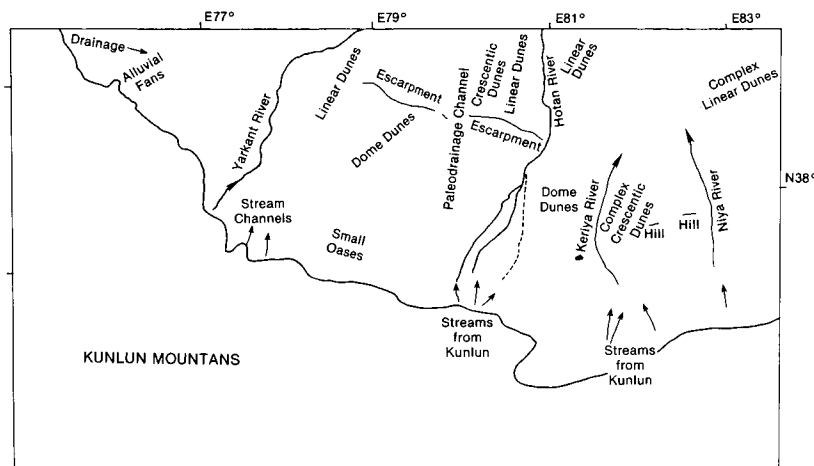 E77°
E79°
E81°
E83°
Drainage
Alluvial
Fans
Yarkant River
Linear Dunes
Escarpment
Dome Dunes
Paleodrainage Channel
Crescentic
Dunes
Linear Dunes
Escarpment
Hotan River
Linear
Dunes
Complex
Linear Dunes
N38°
Stream
Channels
Small
Oases
Dome
Dunes
Keriya River
Complex
Crescentic
Dunes
Hill
Hill
Niya River
Streams
from
Kunlun
Streams
from
Kunlun
KUNLUN MOUNTANS